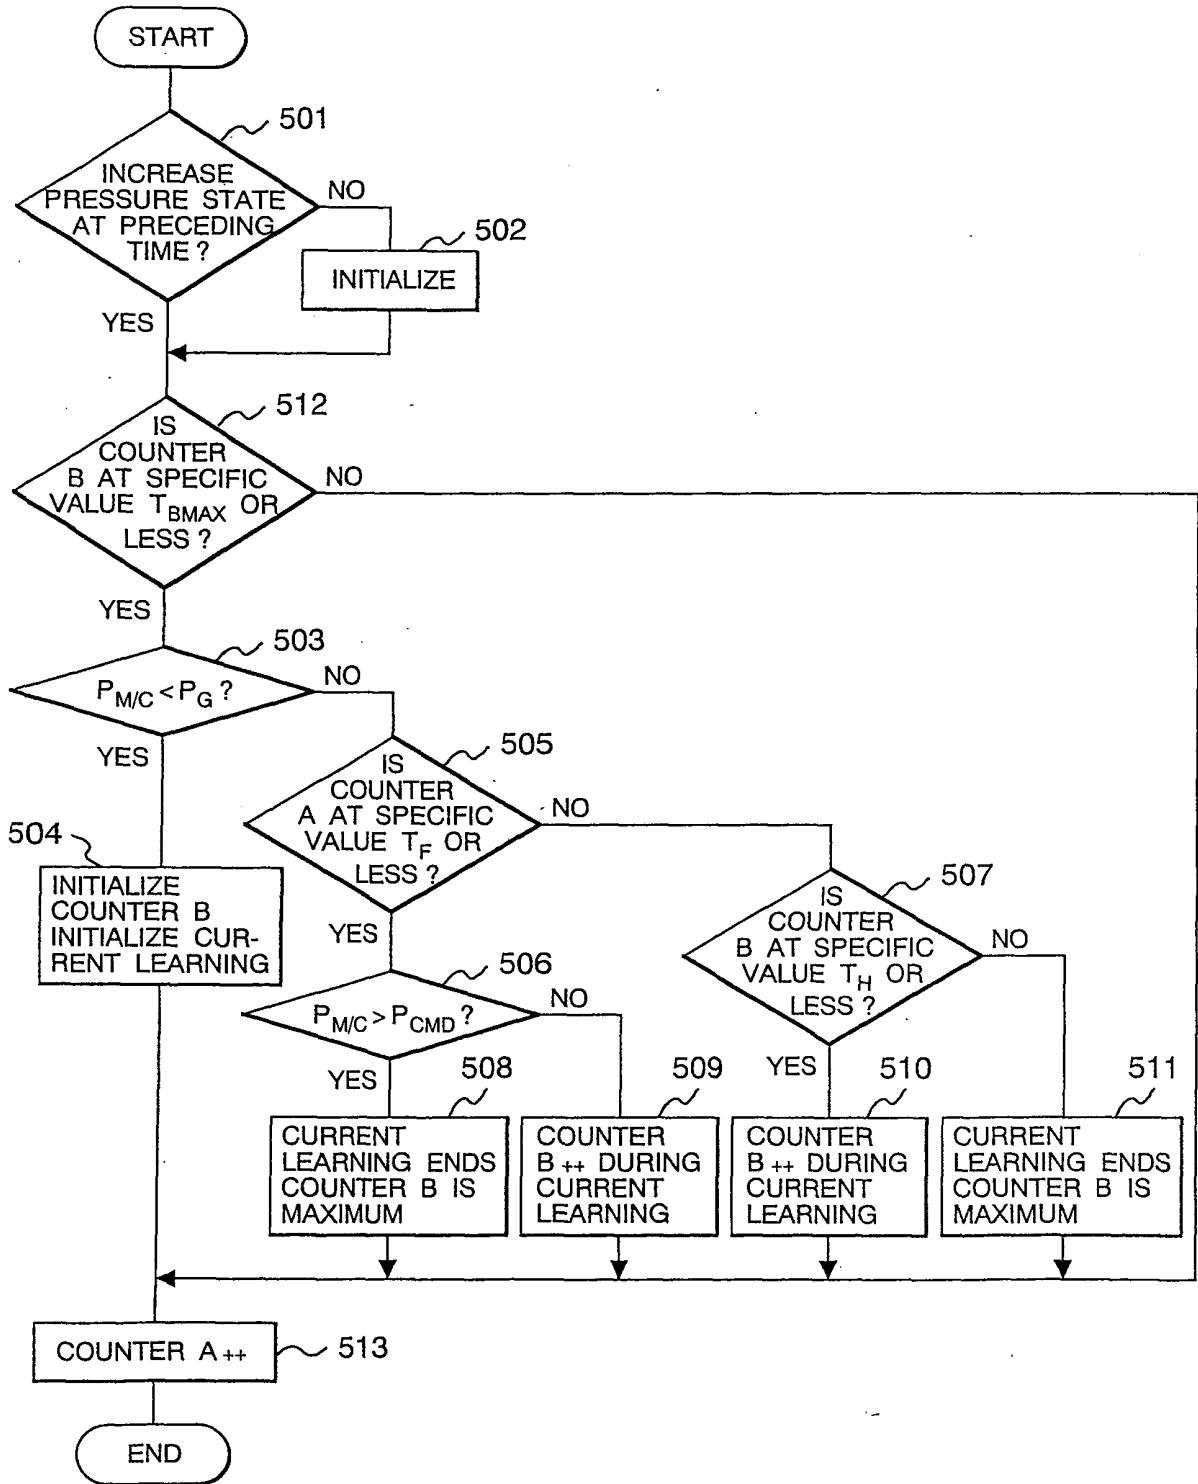 START
501
INCREASE
PRESSURE STATE
AT PRECEDING
TIME ?
NO
502
INITIALIZE
YES
512
IS
COUNTER
B AT SPECIFIC
VALUE T_BMAX OR
LESS ?
NO
YES
503
P_M/C < P_G ?
NO
YES
505
IS
COUNTER
A AT SPECIFIC
VALUE T_F OR
LESS ?
NO
YES
504
INITIALIZE
COUNTER B
INITIALIZE CUR-
RENT LEARNING
507
IS
COUNTER
B AT SPECIFIC
VALUE T_H OR
LESS ?
NO
YES
506
P_M/C > P_CMD ?
NO
YES
508
CURRENT
LEARNING ENDS
COUNTER B IS
MAXIMUM
509
COUNTER
B ++ DURING
CURRENT
LEARNING
510
COUNTER
B ++ DURING
CURRENT
LEARNING
511
CURRENT
LEARNING ENDS
COUNTER B IS
MAXIMUM
COUNTER A ++
513
END